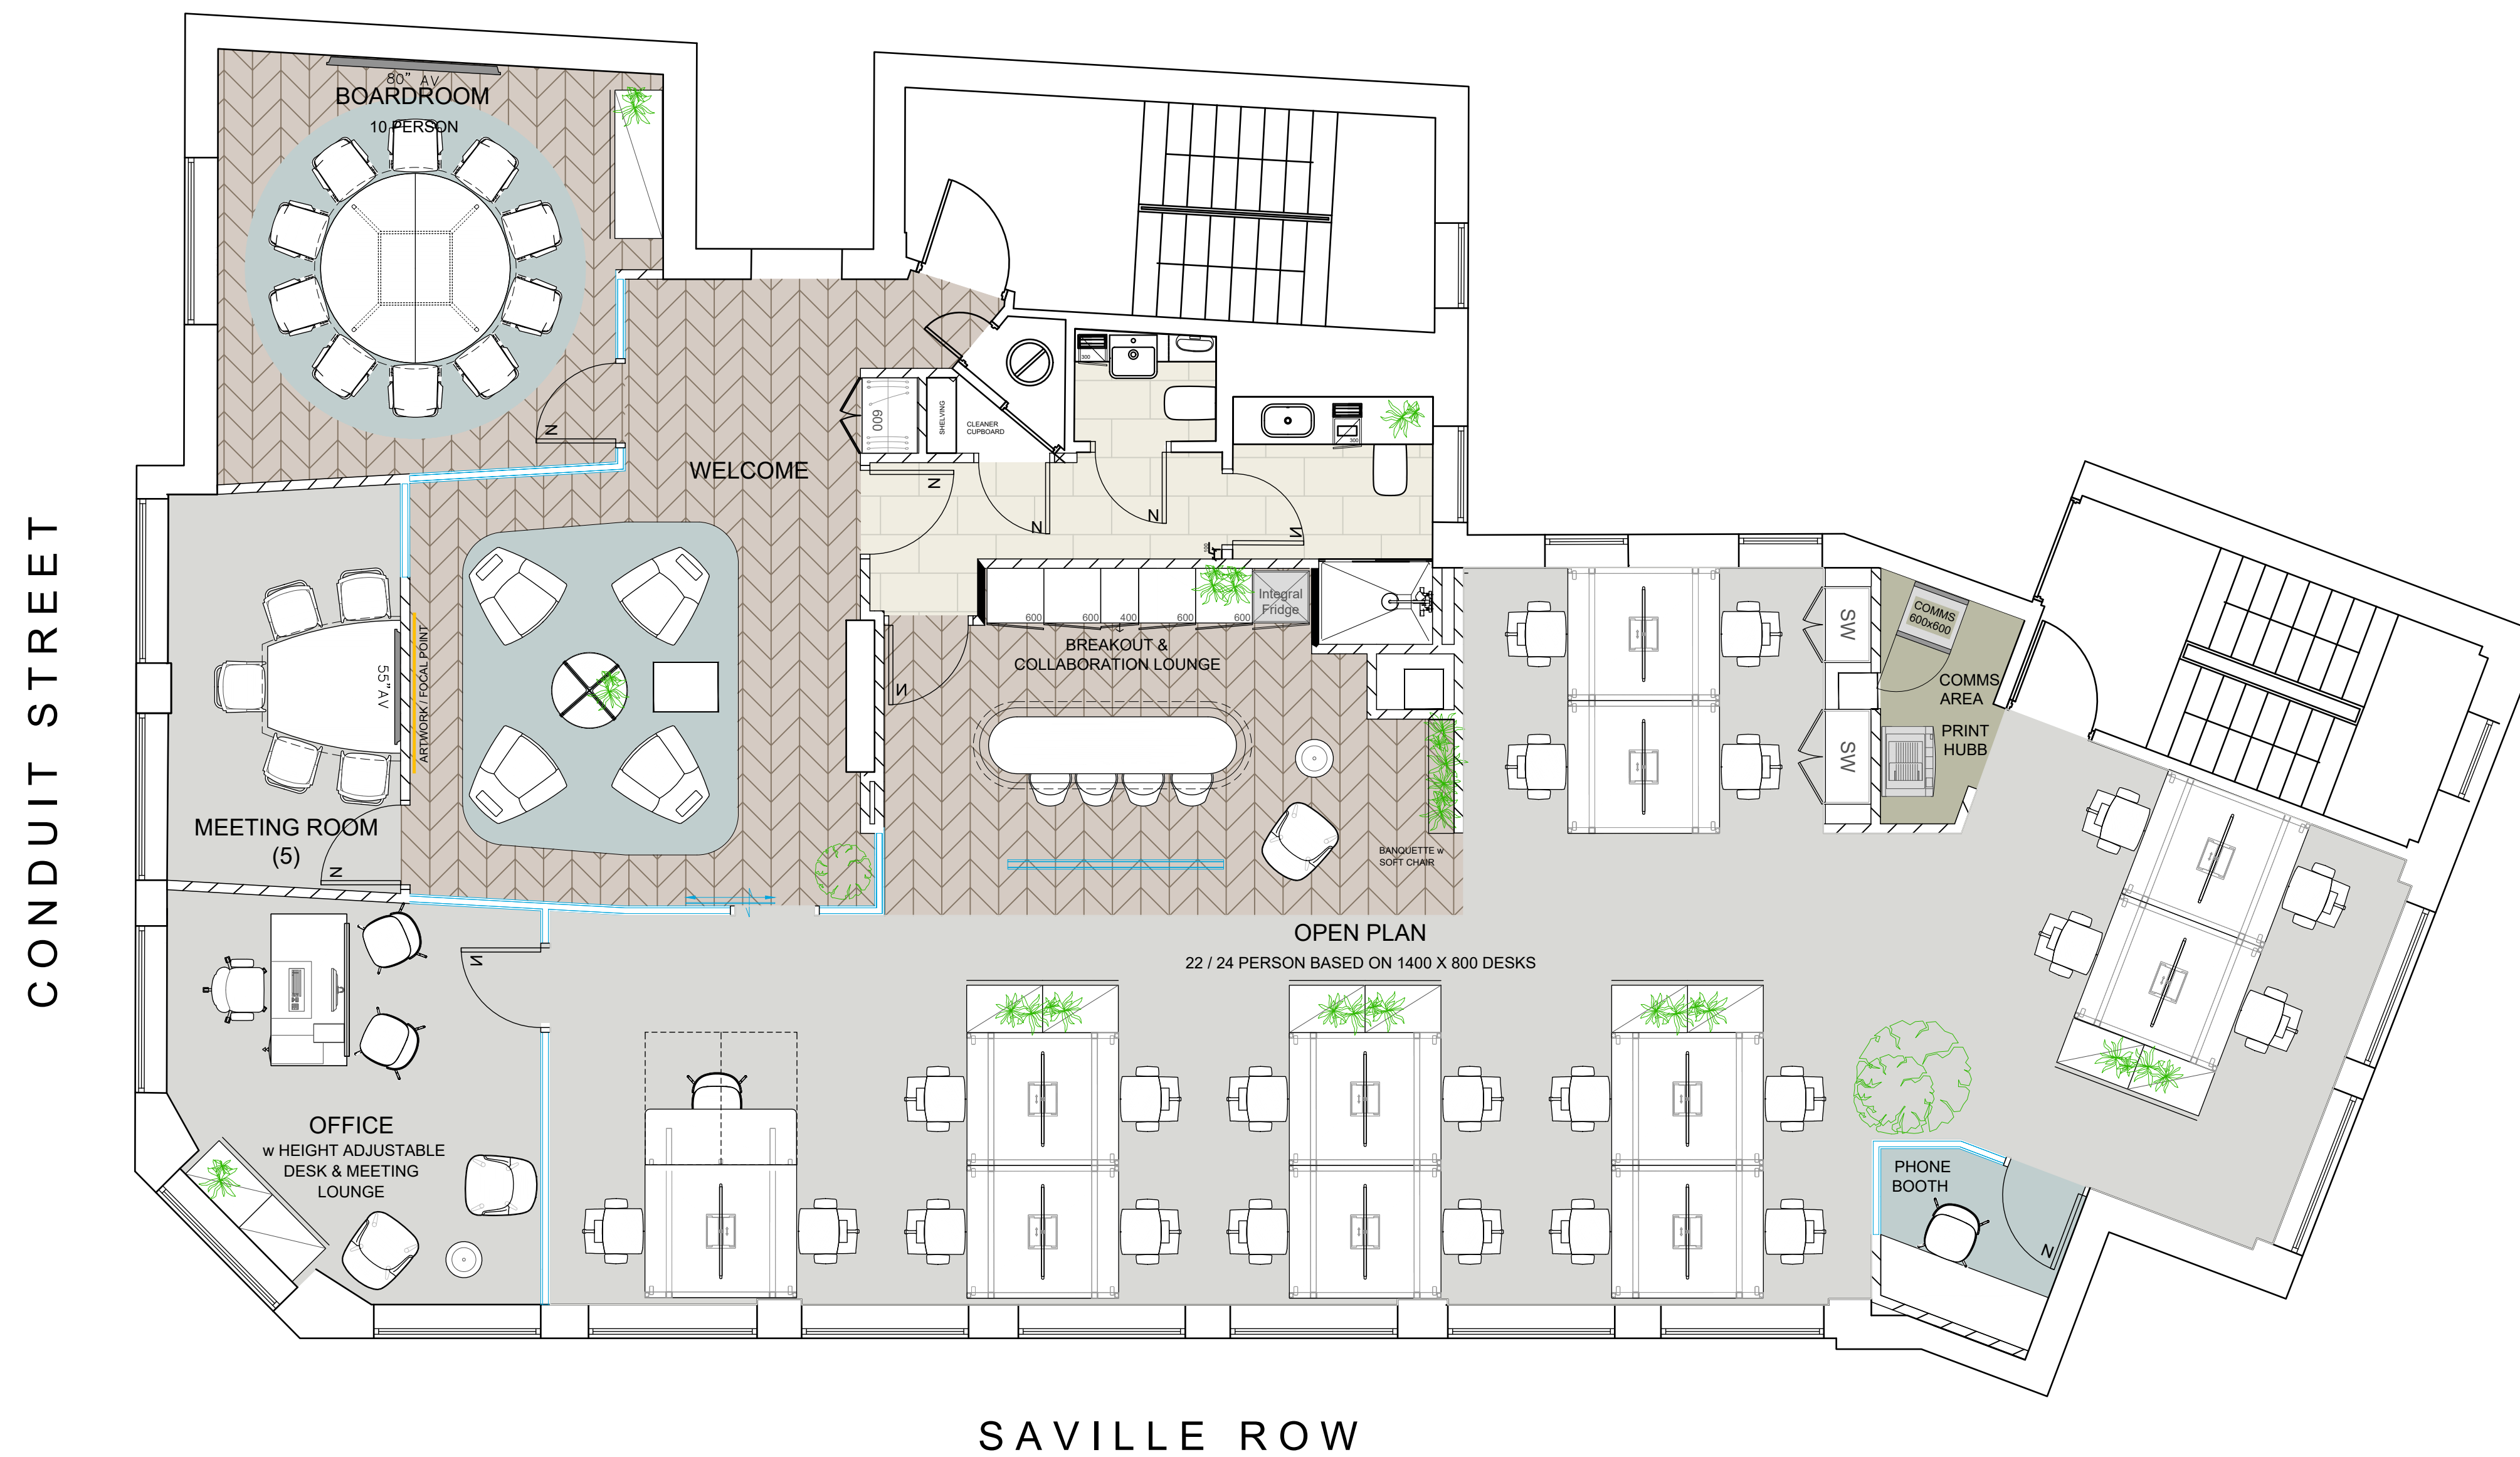 80" AV
BOARDROOM
10 PERSON
WELCOME
600
SHELVING
CLEANER
CUPBOARD
300
300
CONDUIT STREET
MEETING ROOM
(5)
55" AV
ARTWORK / FOCAL POINT
600
600
400
600
600
Integral
Fridge
BREAKOUT &
COLLABORATION LOUNGE
BANQUETTE w
SOFT CHAIR
SW
SW
COMMS
600x600
COMMS
AREA
PRINT
HUBB
OPEN PLAN
22 / 24 PERSON BASED ON 1400 X 800 DESKS
OFFICE
w HEIGHT ADJUSTABLE
DESK & MEETING
LOUNGE
PHONE
BOOTH
N
N
N
N
N
N
N
N
N
SAVILLE ROW